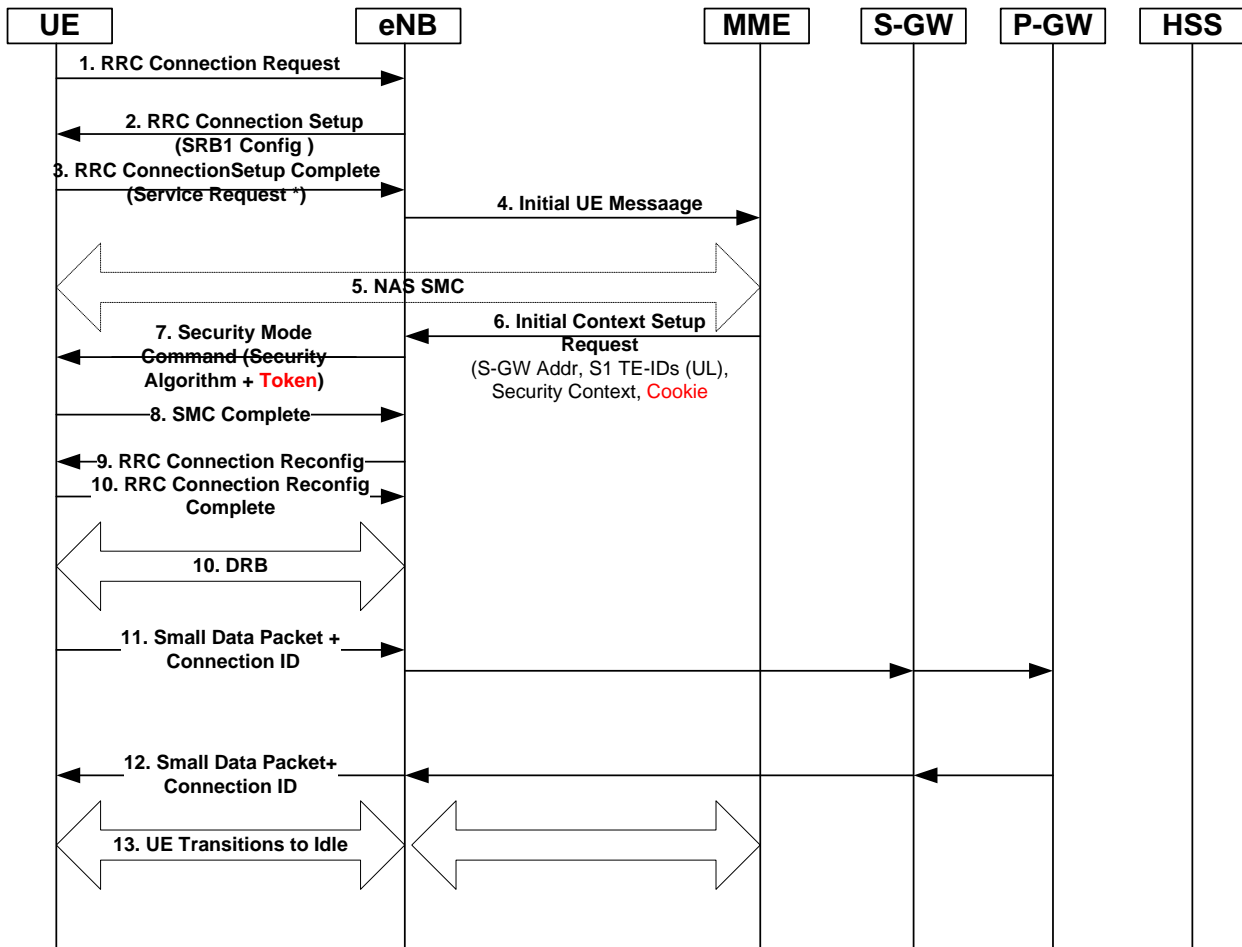 UE
eNB
MME
S-GW
P-GW
HSS
1. RRC Connection Request
2. RRC Connection Setup
(SRB1 Config )
3. RRC ConnectionSetup Complete
(Service Request *)
4. Initial UE Messaage
5. NAS SMC
6. Initial Context Setup
Request
(S-GW Addr, S1 TE-IDs (UL),
Security Context, Cookie
7. Security Mode
Command (Security
Algorithm + Token)
8. SMC Complete
9. RRC Connection Reconfig
10. RRC Connection Reconfig
Complete
10. DRB
11. Small Data Packet +
Connection ID
12. Small Data Packet+
Connection ID
13. UE Transitions to Idle